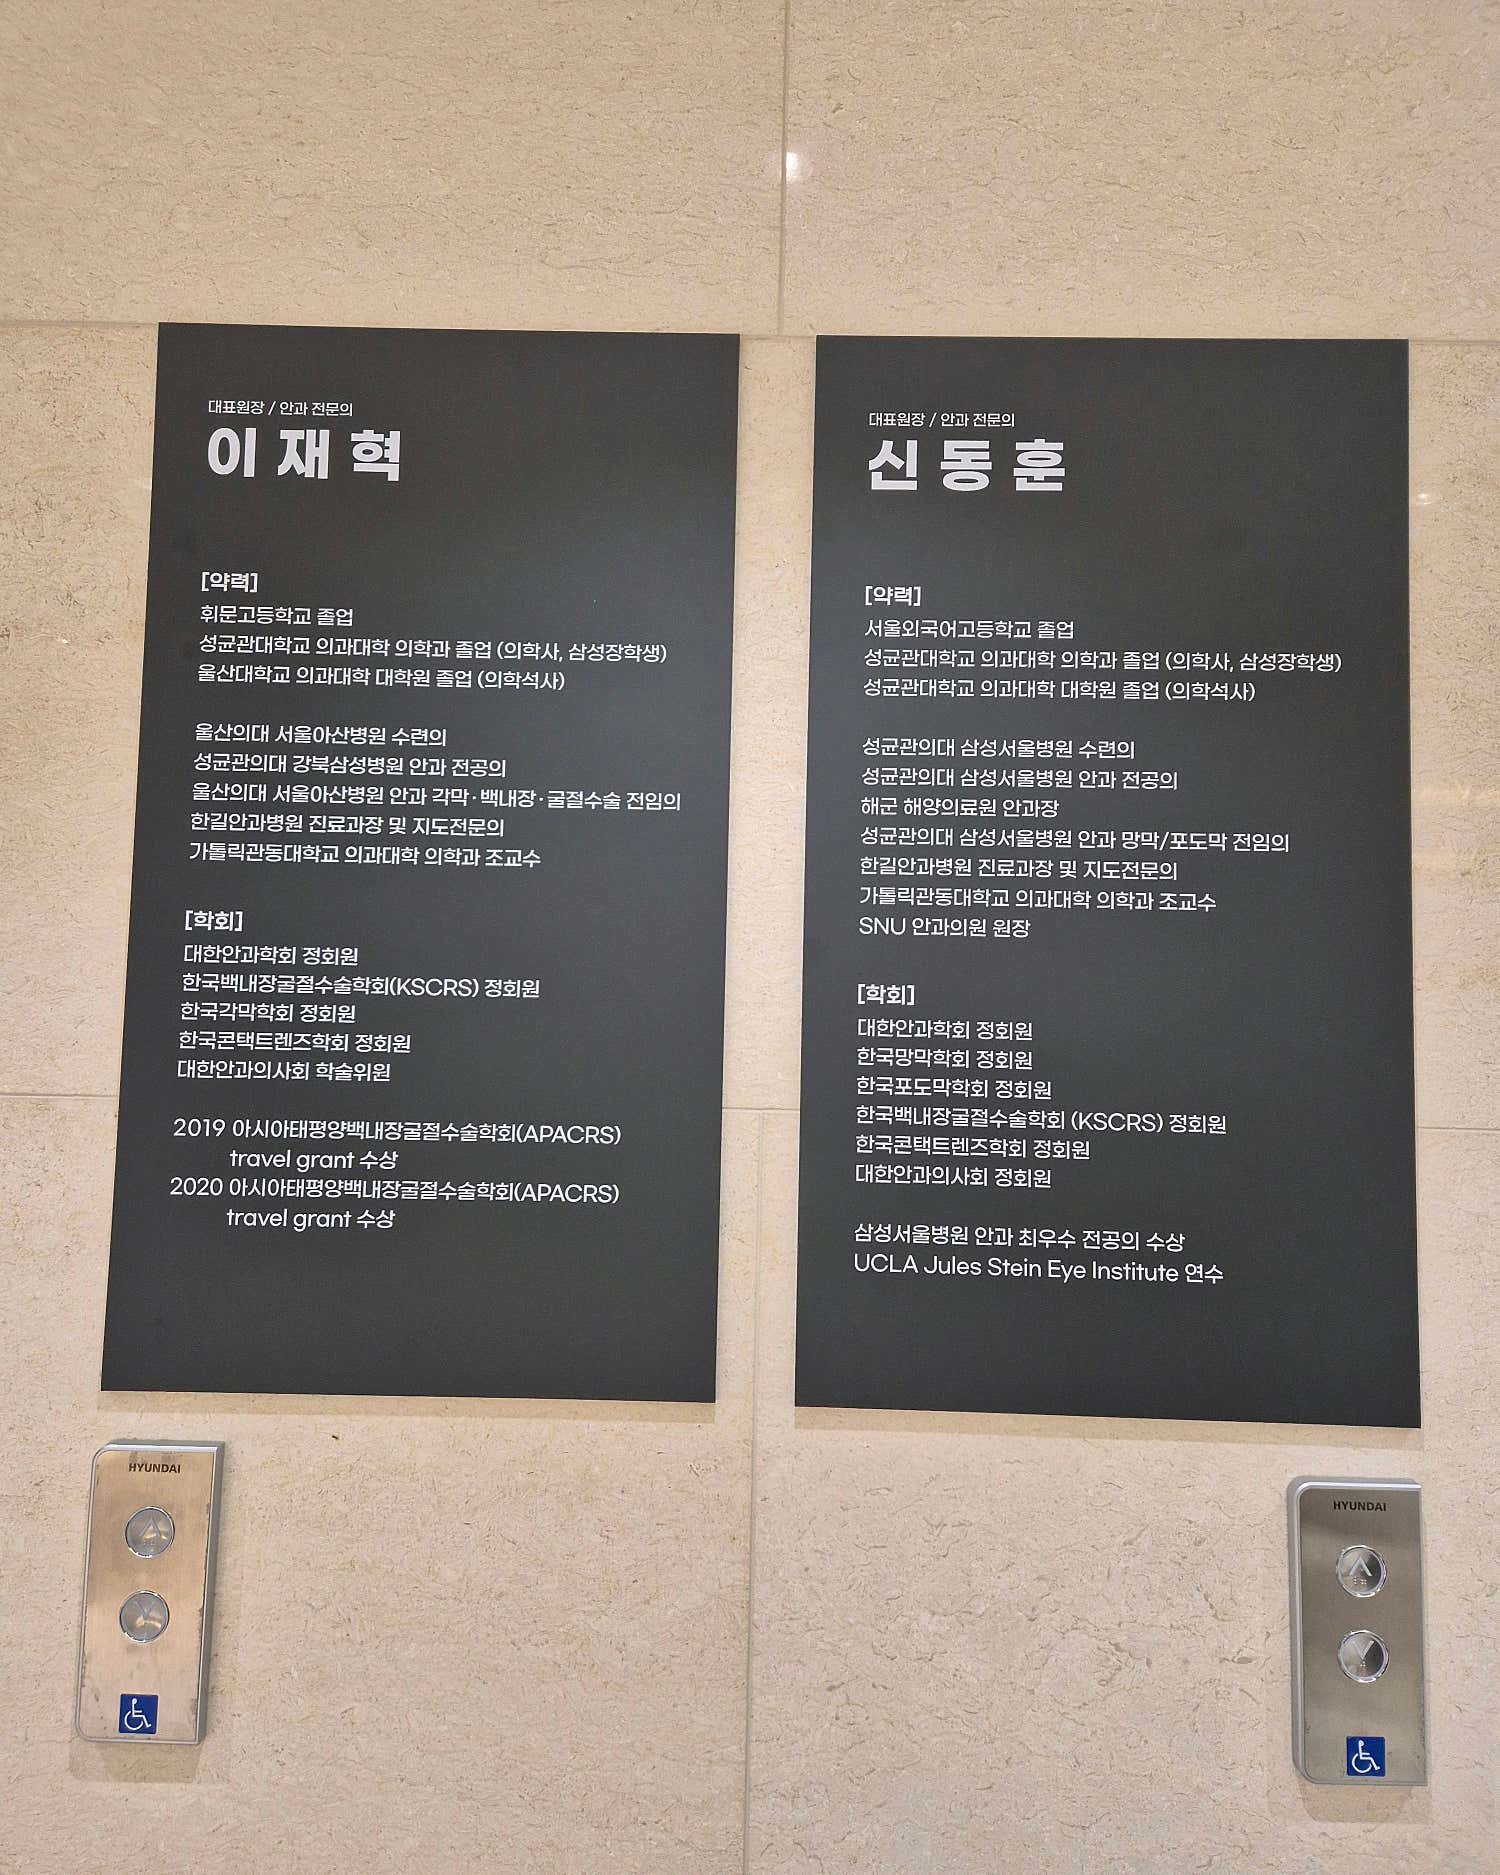 대표원장 / 안과 전문의
이재혁
[약력]
휘문고등학교 졸업
성균관대학교 의과대학 의학과 졸업 (의학사, 삼성장학생)
울산대학교 의과대학 대학원 졸업 (의학석사)
울산의대 서울아산병원 수련의
성균관의대 강북삼성병원 안과 전공의
울산의대 서울아산병원 안과 각막·백내장·굴절수술 전임의
한길안과병원 진료과장 및 지도전문의
가톨릭관동대학교 의과대학 의학과 조교수
[학회]
대한안과학회 정회원
한국백내장굴절수술학회(KSCRS) 정회원
한국각막학회 정회원
한국콘택트렌즈학회 정회원
대한안과의사회 학술위원
2019 아시아태평양백내장굴절수술학회(APACRS)
travel grant 수상
2020 아시아태평양백내장굴절수술학회(APACRS)
travel grant 수상
대표원장 / 안과 전문의
신동훈
[약력]
서울외국어고등학교 졸업
성균관대학교 의과대학 의학과 졸업 (의학사, 삼성장학생)
성균관대학교 의과대학 대학원 졸업 (의학석사)
성균관의대 삼성서울병원 수련의
성균관의대 삼성서울병원 안과 전공의
해군 해양의료원 안과장
성균관의대 삼성서울병원 안과 망막/포도막 전임의
한길안과병원 진료과장 및 지도전문의
가톨릭관동대학교 의과대학 의학과 조교수
SNU 안과의원 원장
[학회]
대한안과학회 정회원
한국망막학회 정회원
한국포도막학회 정회원
한국백내장굴절수술학회 (KSCRS) 정회원
한국콘택트렌즈학회 정회원
대한안과의사회 정회원
삼성서울병원 안과 최우수 전공의 수상
UCLA Jules Stein Eye Institute 연수
HYUNDAI
HYUNDAI